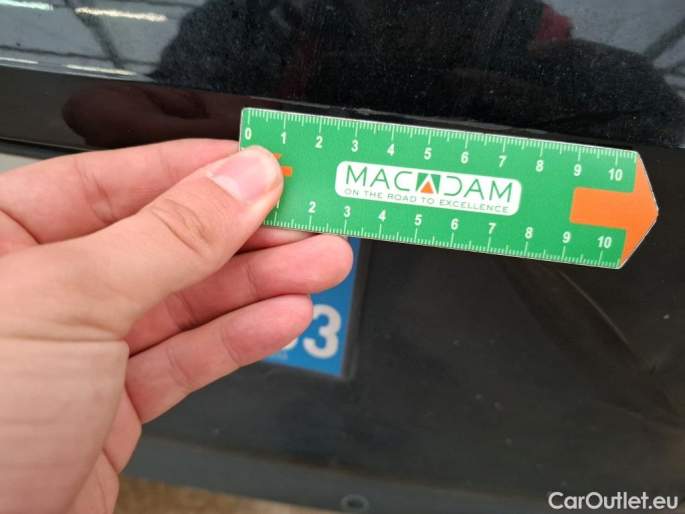 0 1 2 3 4 5 6 7 8 9 10
MACADAM
ON THE ROAD TO EXCELLENCE
1 2 3 4 5 6 7 8 9 10
33
CarOutlet.eu